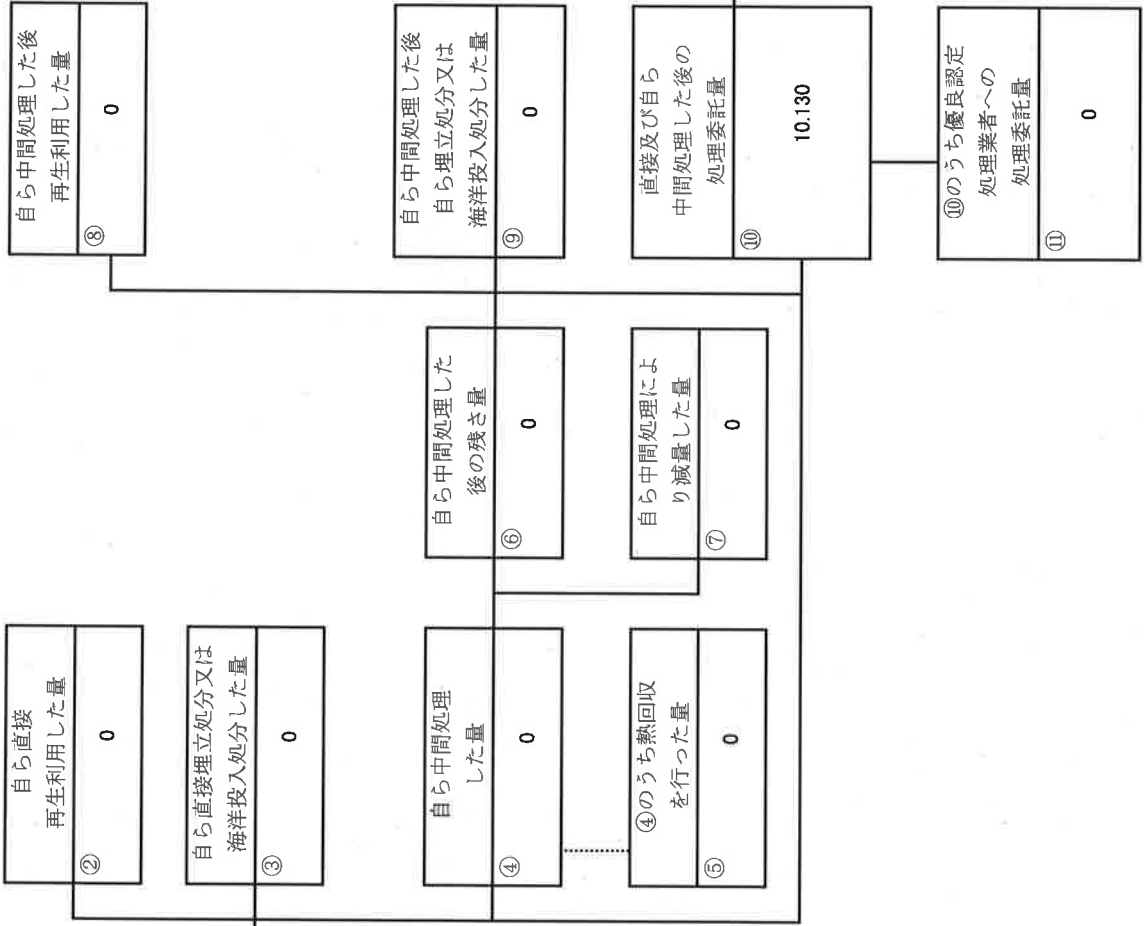 自ら直接
再生利用した量
②
0
自ら直接埋立処分又は
海洋投入処分した量
③
0
自ら中間処理
した量
④
0
④のうち熱回収
を行った量
⑤
0
自ら中間処理した
後の残さ量
⑥
0
自ら中間処理によ
り減量した量
⑦
0
自ら中間処理した後
再生利用した量
⑧
0
自ら中間処理した後
自ら埋立処分又は
海洋投入処分した量
⑨
0
直接及び自ら
中間処理した後の
処理委託量
⑩
10.130
⑩のうち優良認定
処理業者への
処理委託量
⑪
0